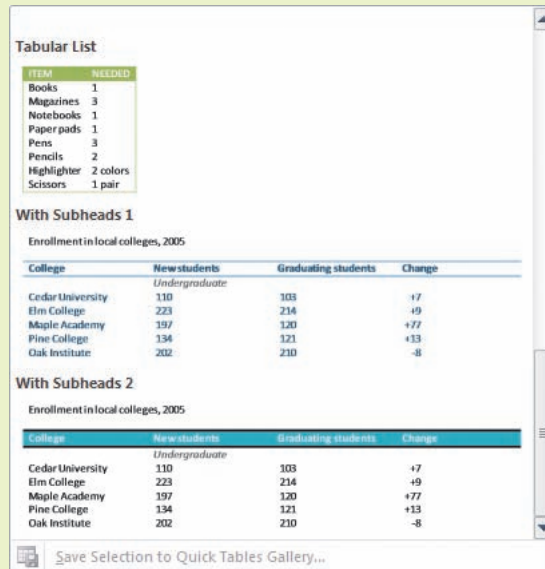 Tabular List
ITEM NEEDED
Books 1
Magazines 3
Notebooks 1
Paper pads 1
Pens 3
Pencils 2
Highlighter 2 colors
Scissors 1 pair
With Subheads 1
Enrollment in local colleges, 2005
College New students Graduating students Change
Undergraduate
Cedar University 110 103 +7
Elm College 223 214 +9
Maple Academy 197 120 +77
Pine College 134 121 +13
Oak Institute 202 210 -8
With Subheads 2
Enrollment in local colleges, 2005
College New students Graduating students Change
Undergraduate
Cedar University 110 103 +7
Elm College 223 214 +9
Maple Academy 197 120 +77
Pine College 134 121 +13
Oak Institute 202 210 -8
Save Selection to Quick Tables Gallery...